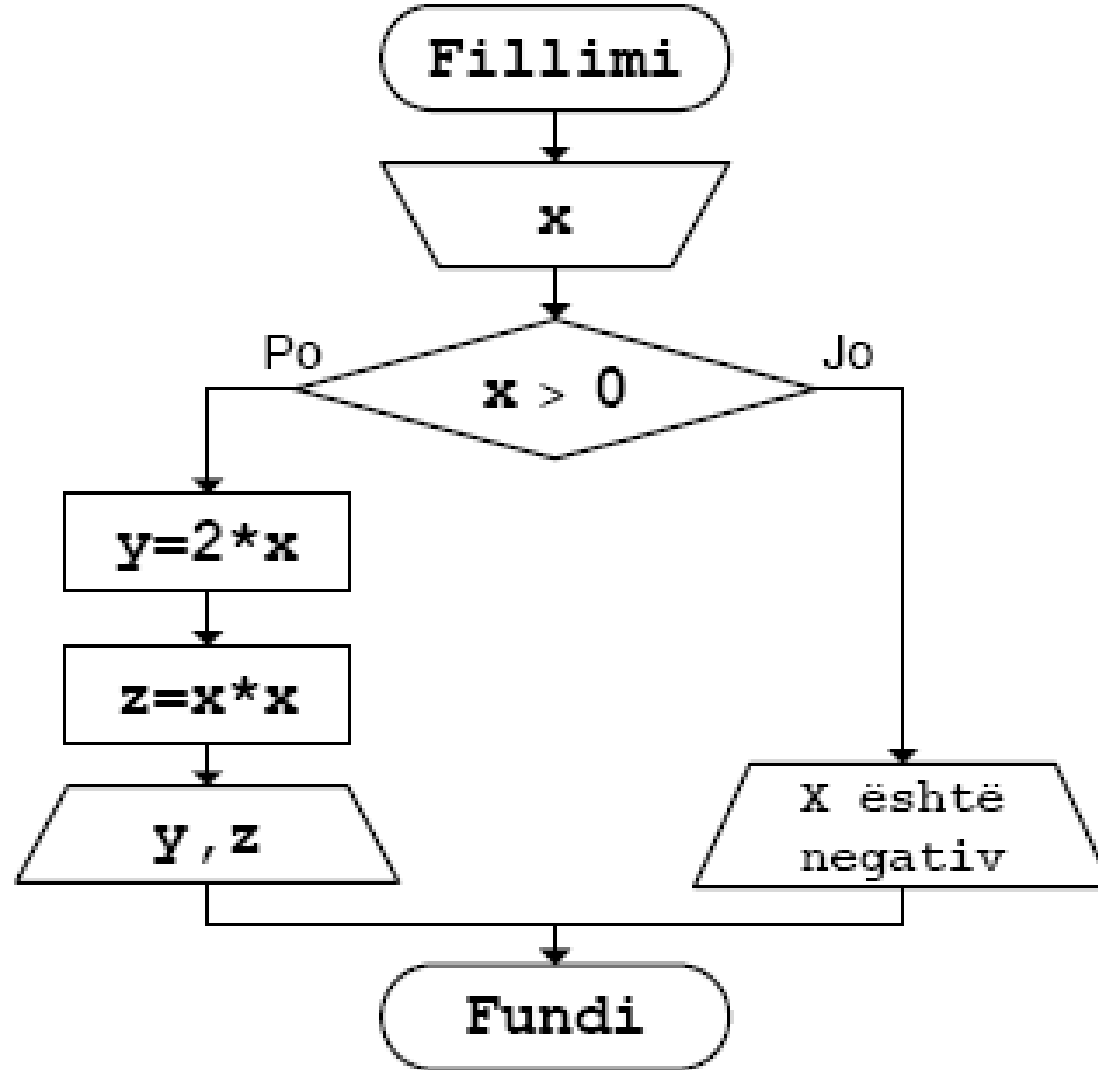 Fillimi
x
Po
Jo
x > 0
y=2*x
z=x*x
y,z
X është
negativ
Fundi